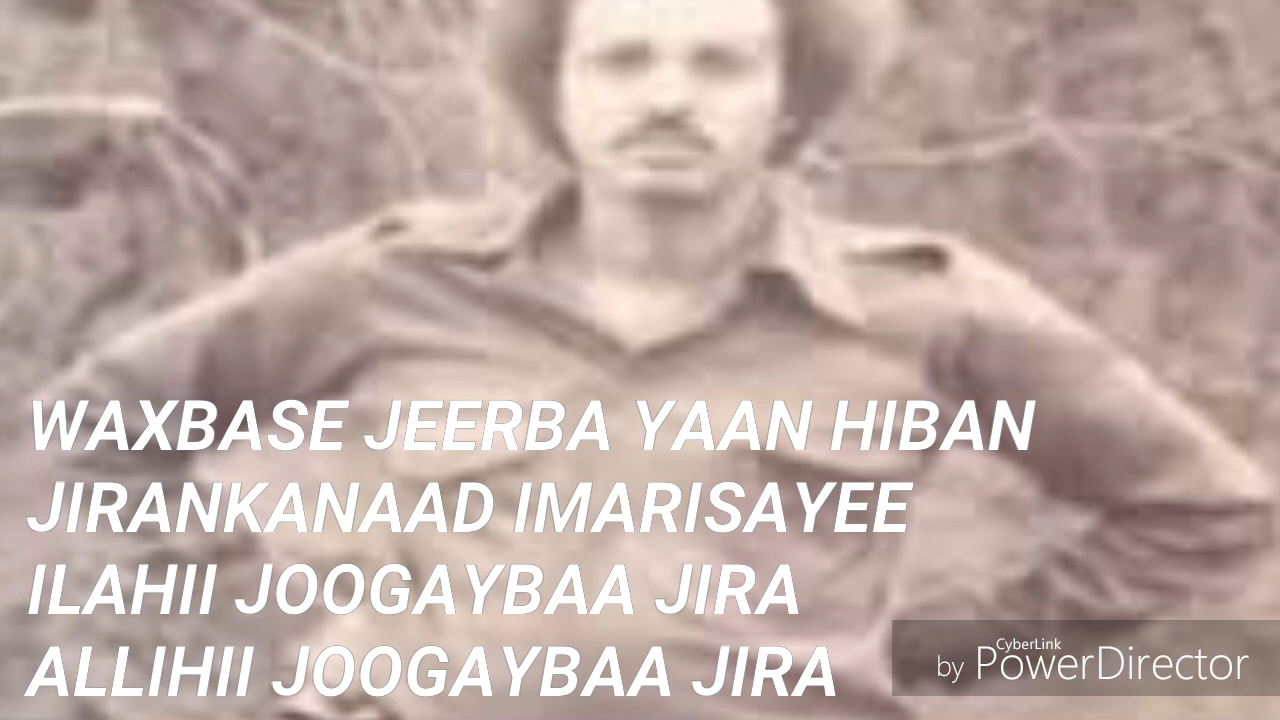 WAXBASE JEERBA YAAN HIBAN
JIRANKANAAD IMARISAYEE
ILAHII JOOGAYBAA JIRA
ALLIHII JOOGAYBAA JIRA
by CyberLink PowerDirector